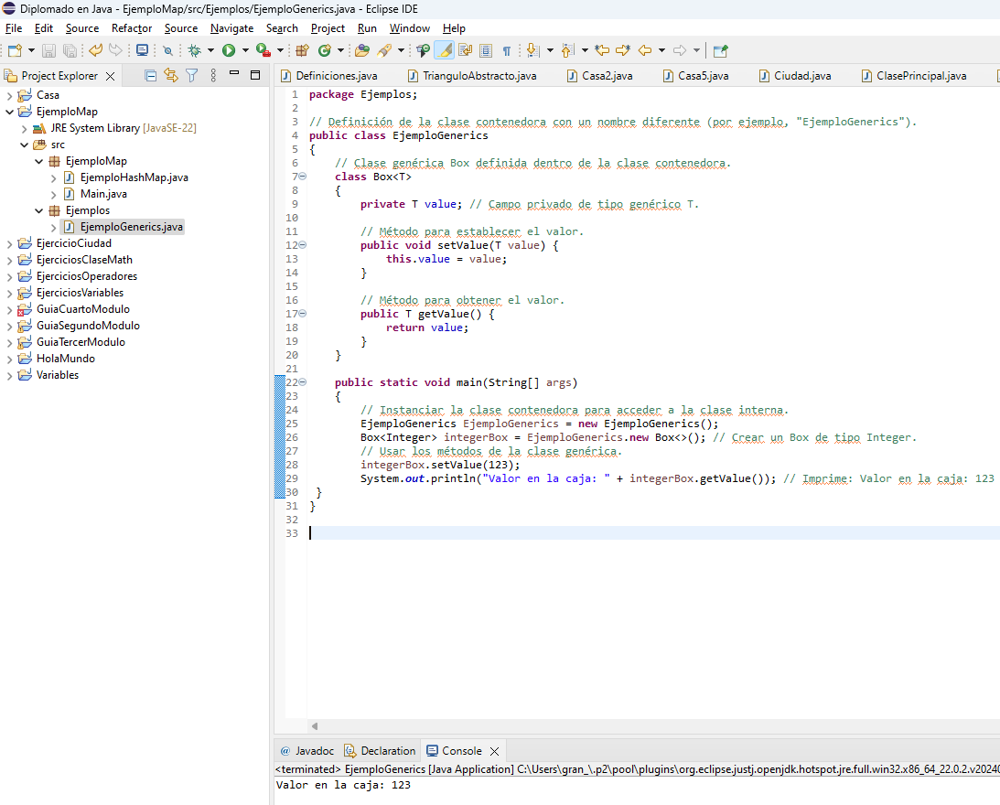 Diplomado en Java - EjemploMap/src/Ejemplos/EjemploGenerics.java - Eclipse IDE
File Edit Source Refactor Source Navigate Search Project Run Window Help
Project Explorer
Casa
EjemploMap
JRE System Library [JavaSE-22]
src
EjemploMap
EjemploHashMap.java
Main.java
Ejemplos
EjemploGenerics.java
EjercicioCiudad
EjerciciosClaseMath
EjerciciosOperadores
EjerciciosVariables
GuiaCuartoModulo
GuiaSegundoModulo
GuiaTercerModulo
HolaMundo
Variables
Definiciones.java TrianguloAbstracto.java Casa2.java Casa5.java Ciudad.java ClasePrincipal.java
1 package Ejemplos;
2
3 // Definición de la clase contenedora con un nombre diferente (por ejemplo, "EjemploGenerics").
4 public class EjemploGenerics
5 {
6 // Clase genérica Box definida dentro de la clase contenedora.
7 class Box<T>
8 {
9 private T value; // Campo privado de tipo genérico T.
10
11 // Método para establecer el valor.
12 public void setValue(T value) {
13 this.value = value;
14 }
15
16 // Método para obtener el valor.
17 public T getValue() {
18 return value;
19 }
20 }
21
22 public static void main(String[] args)
23 {
24 // Instanciar la clase contenedora para acceder a la clase interna.
25 EjemploGenerics EjemploGenerics = new EjemploGenerics();
26 Box<Integer> integerBox = EjemploGenerics.new Box<>(); // Crear un Box de tipo Integer.
27 // Usar los métodos de la clase genérica.
28 integerBox.setValue(123);
29 System.out.println("Valor en la caja: " + integerBox.getValue()); // Imprime: Valor en la caja: 123
30 }
31 }
32
33
@ Javadoc Declaration Console
<terminated> EjemploGenerics [Java Application] C:\Users\gran_\.p2\pool\plugins\org.eclipse.justj.openjdk.hotspot.jre.full.win32.x86_64_22.0.2.v20240
Valor en la caja: 123